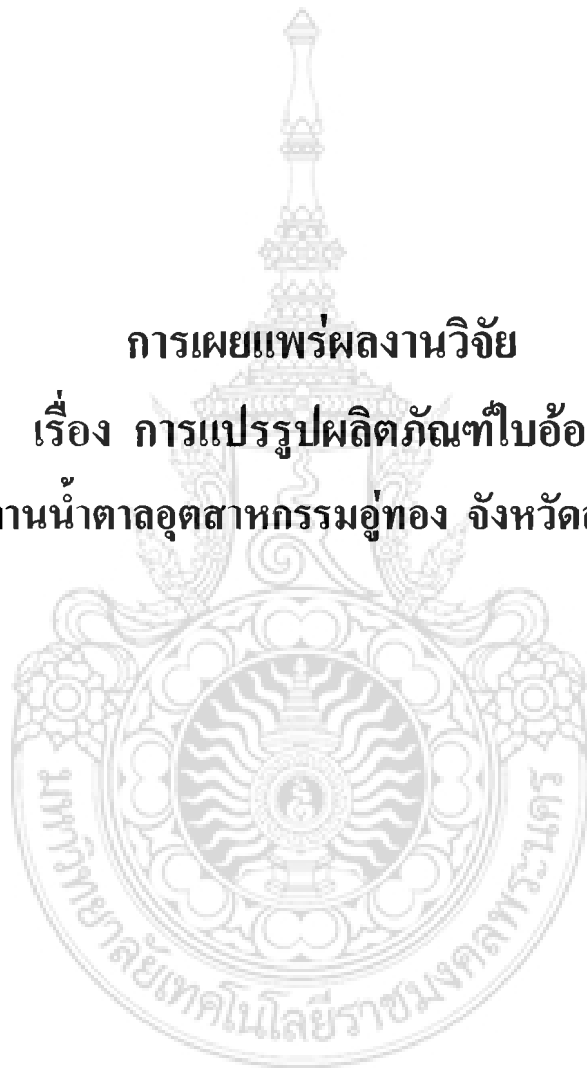 การเผยแพร่ผลงานวิจัย
เรื่อง การแปรรูปผลิตภัณฑ์ใบอ้อ
านน้ำตาลอุตสาหกรรมอู่ทอง จังหวัด
มหาวิทยาลัยเทคโนโลยีราชมงคลพระนคร